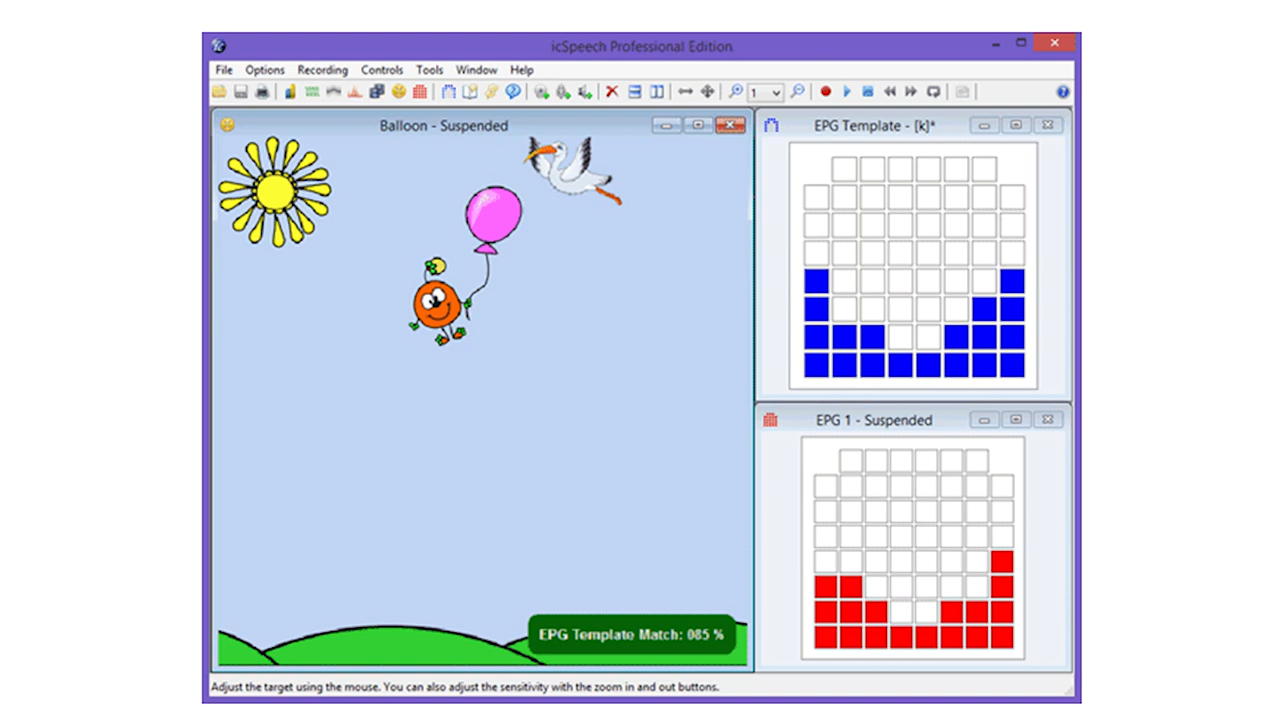 icSpeech Professional Edition
File Options Recording Controls Tools Window Help
1
Balloon - Suspended
EPG Template - [k]*
EPG 1 - Suspended
EPG Template Match: 085 %
Adjust the target using the mouse. You can also adjust the sensitivity with the zoom in and out buttons.